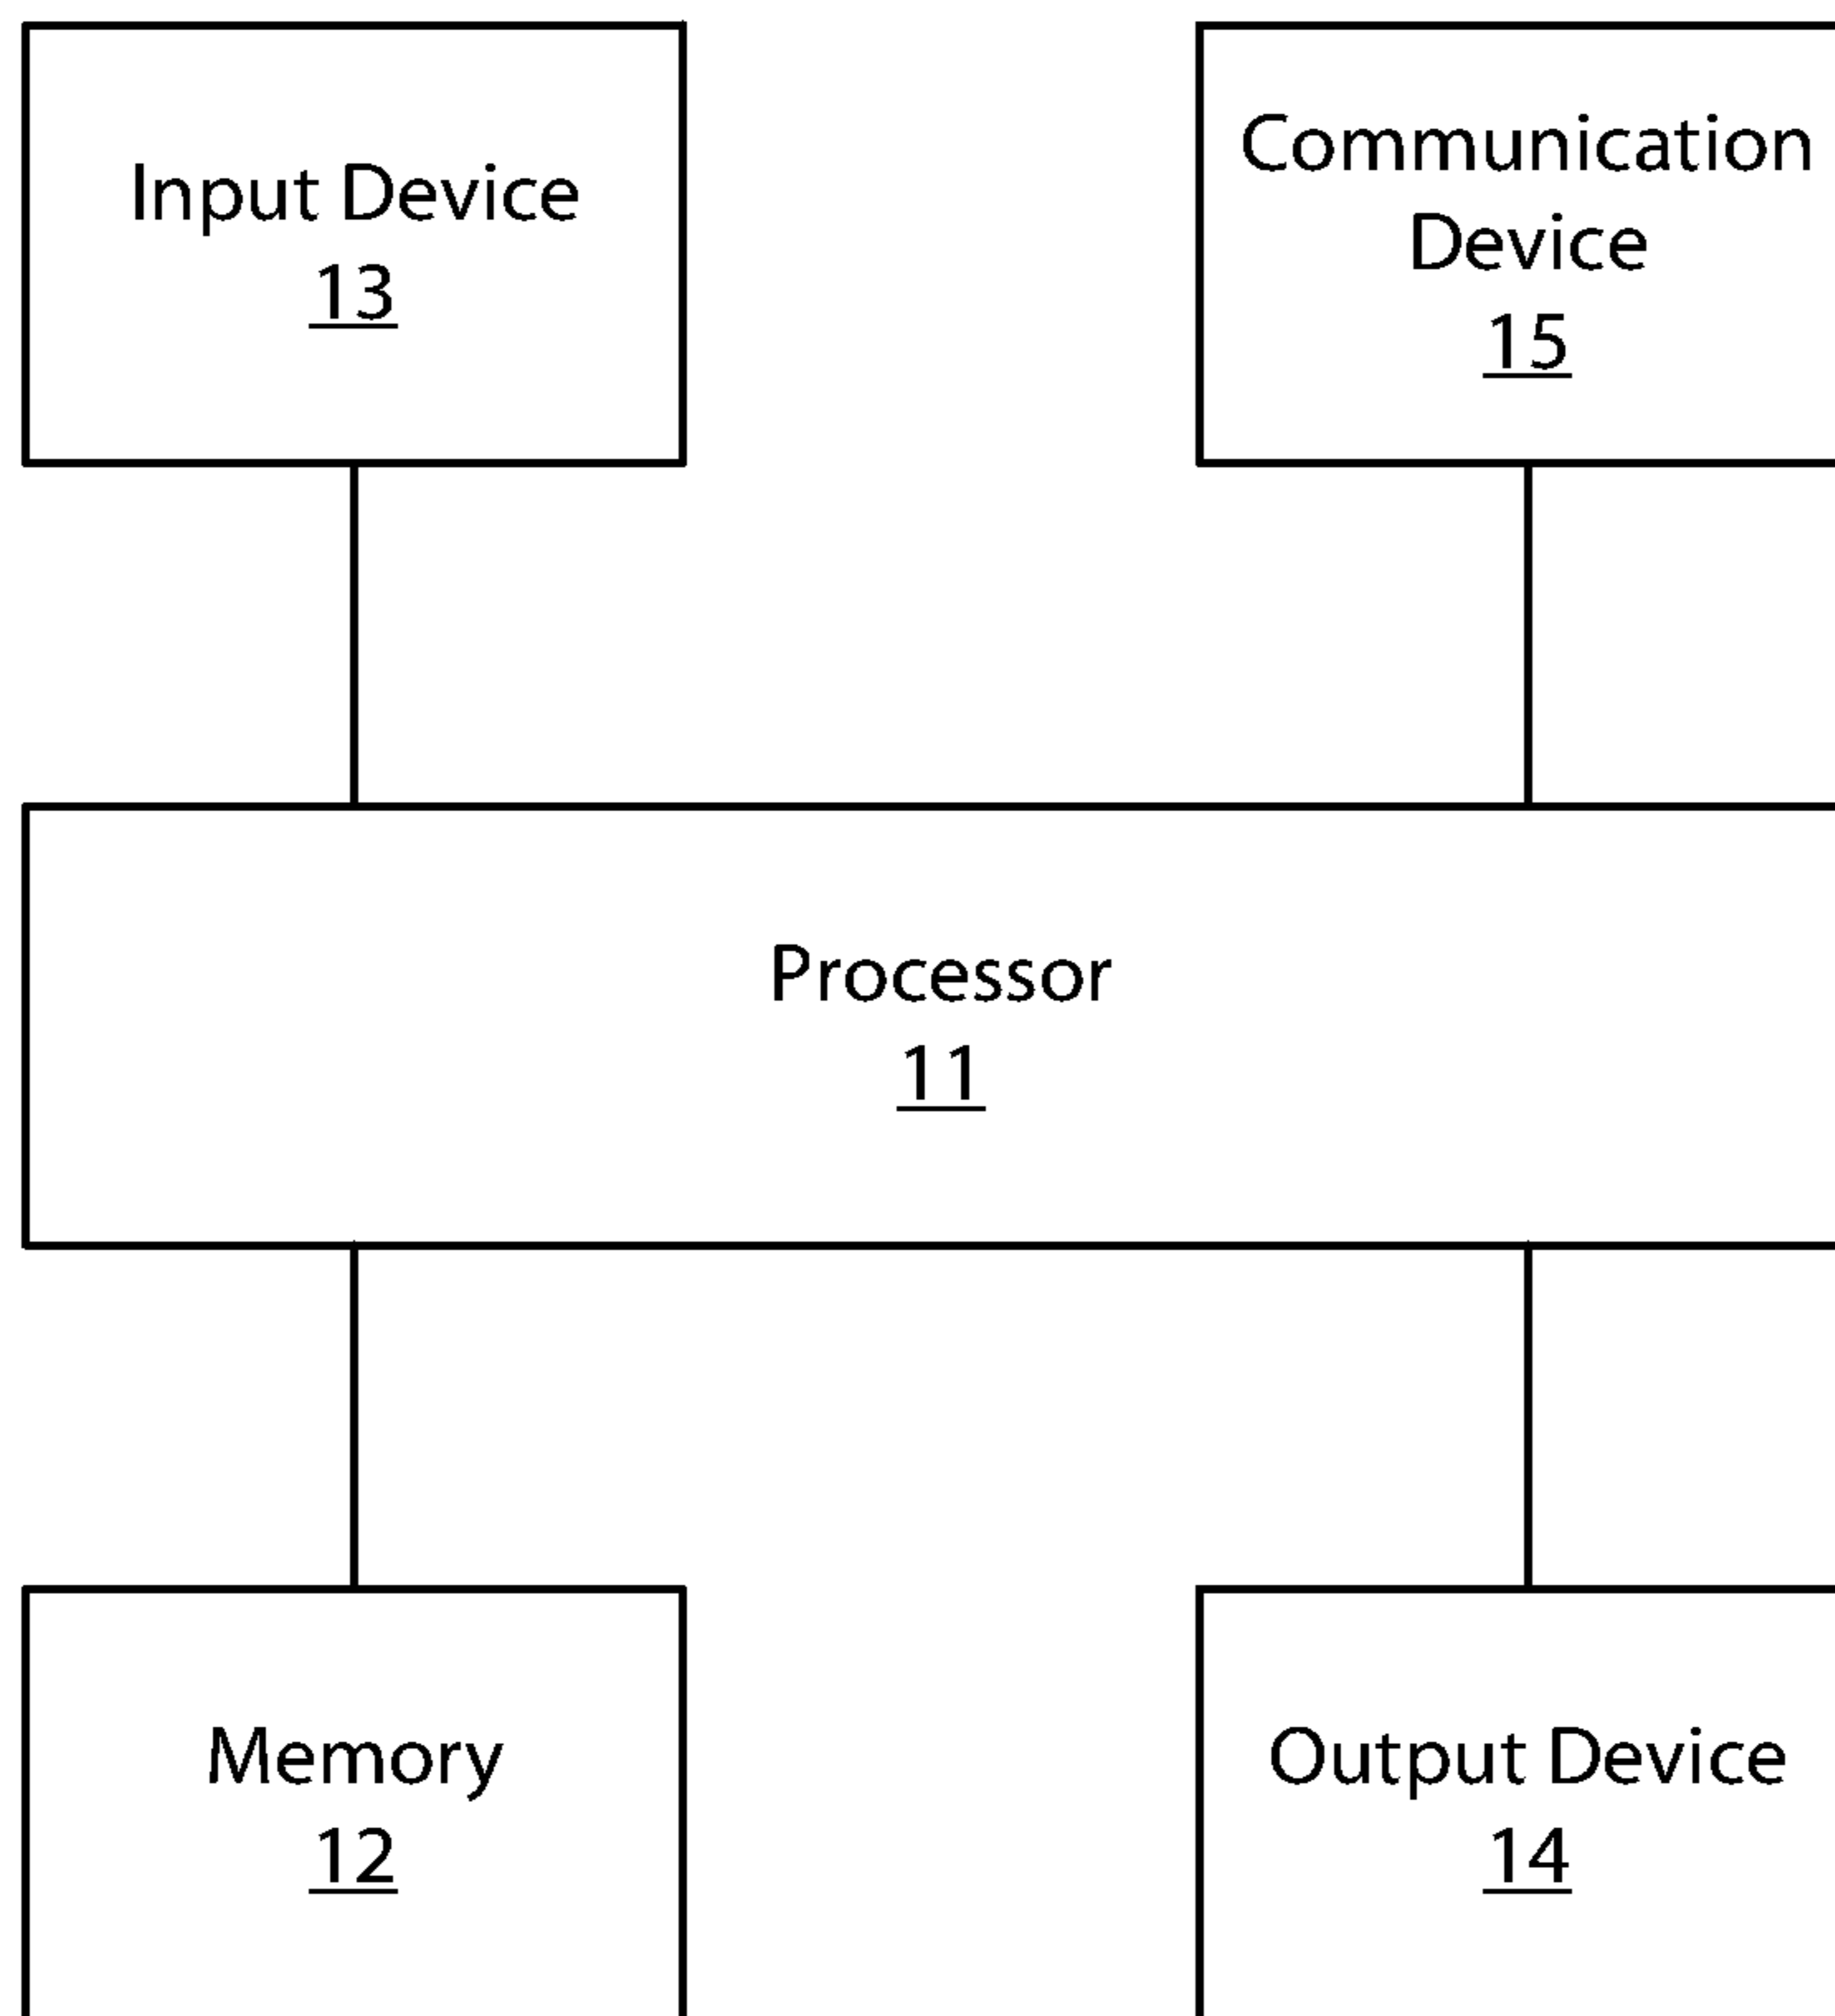 Input Device
13
Communication
Device
15
Processor
11
Memory
12
Output Device
14